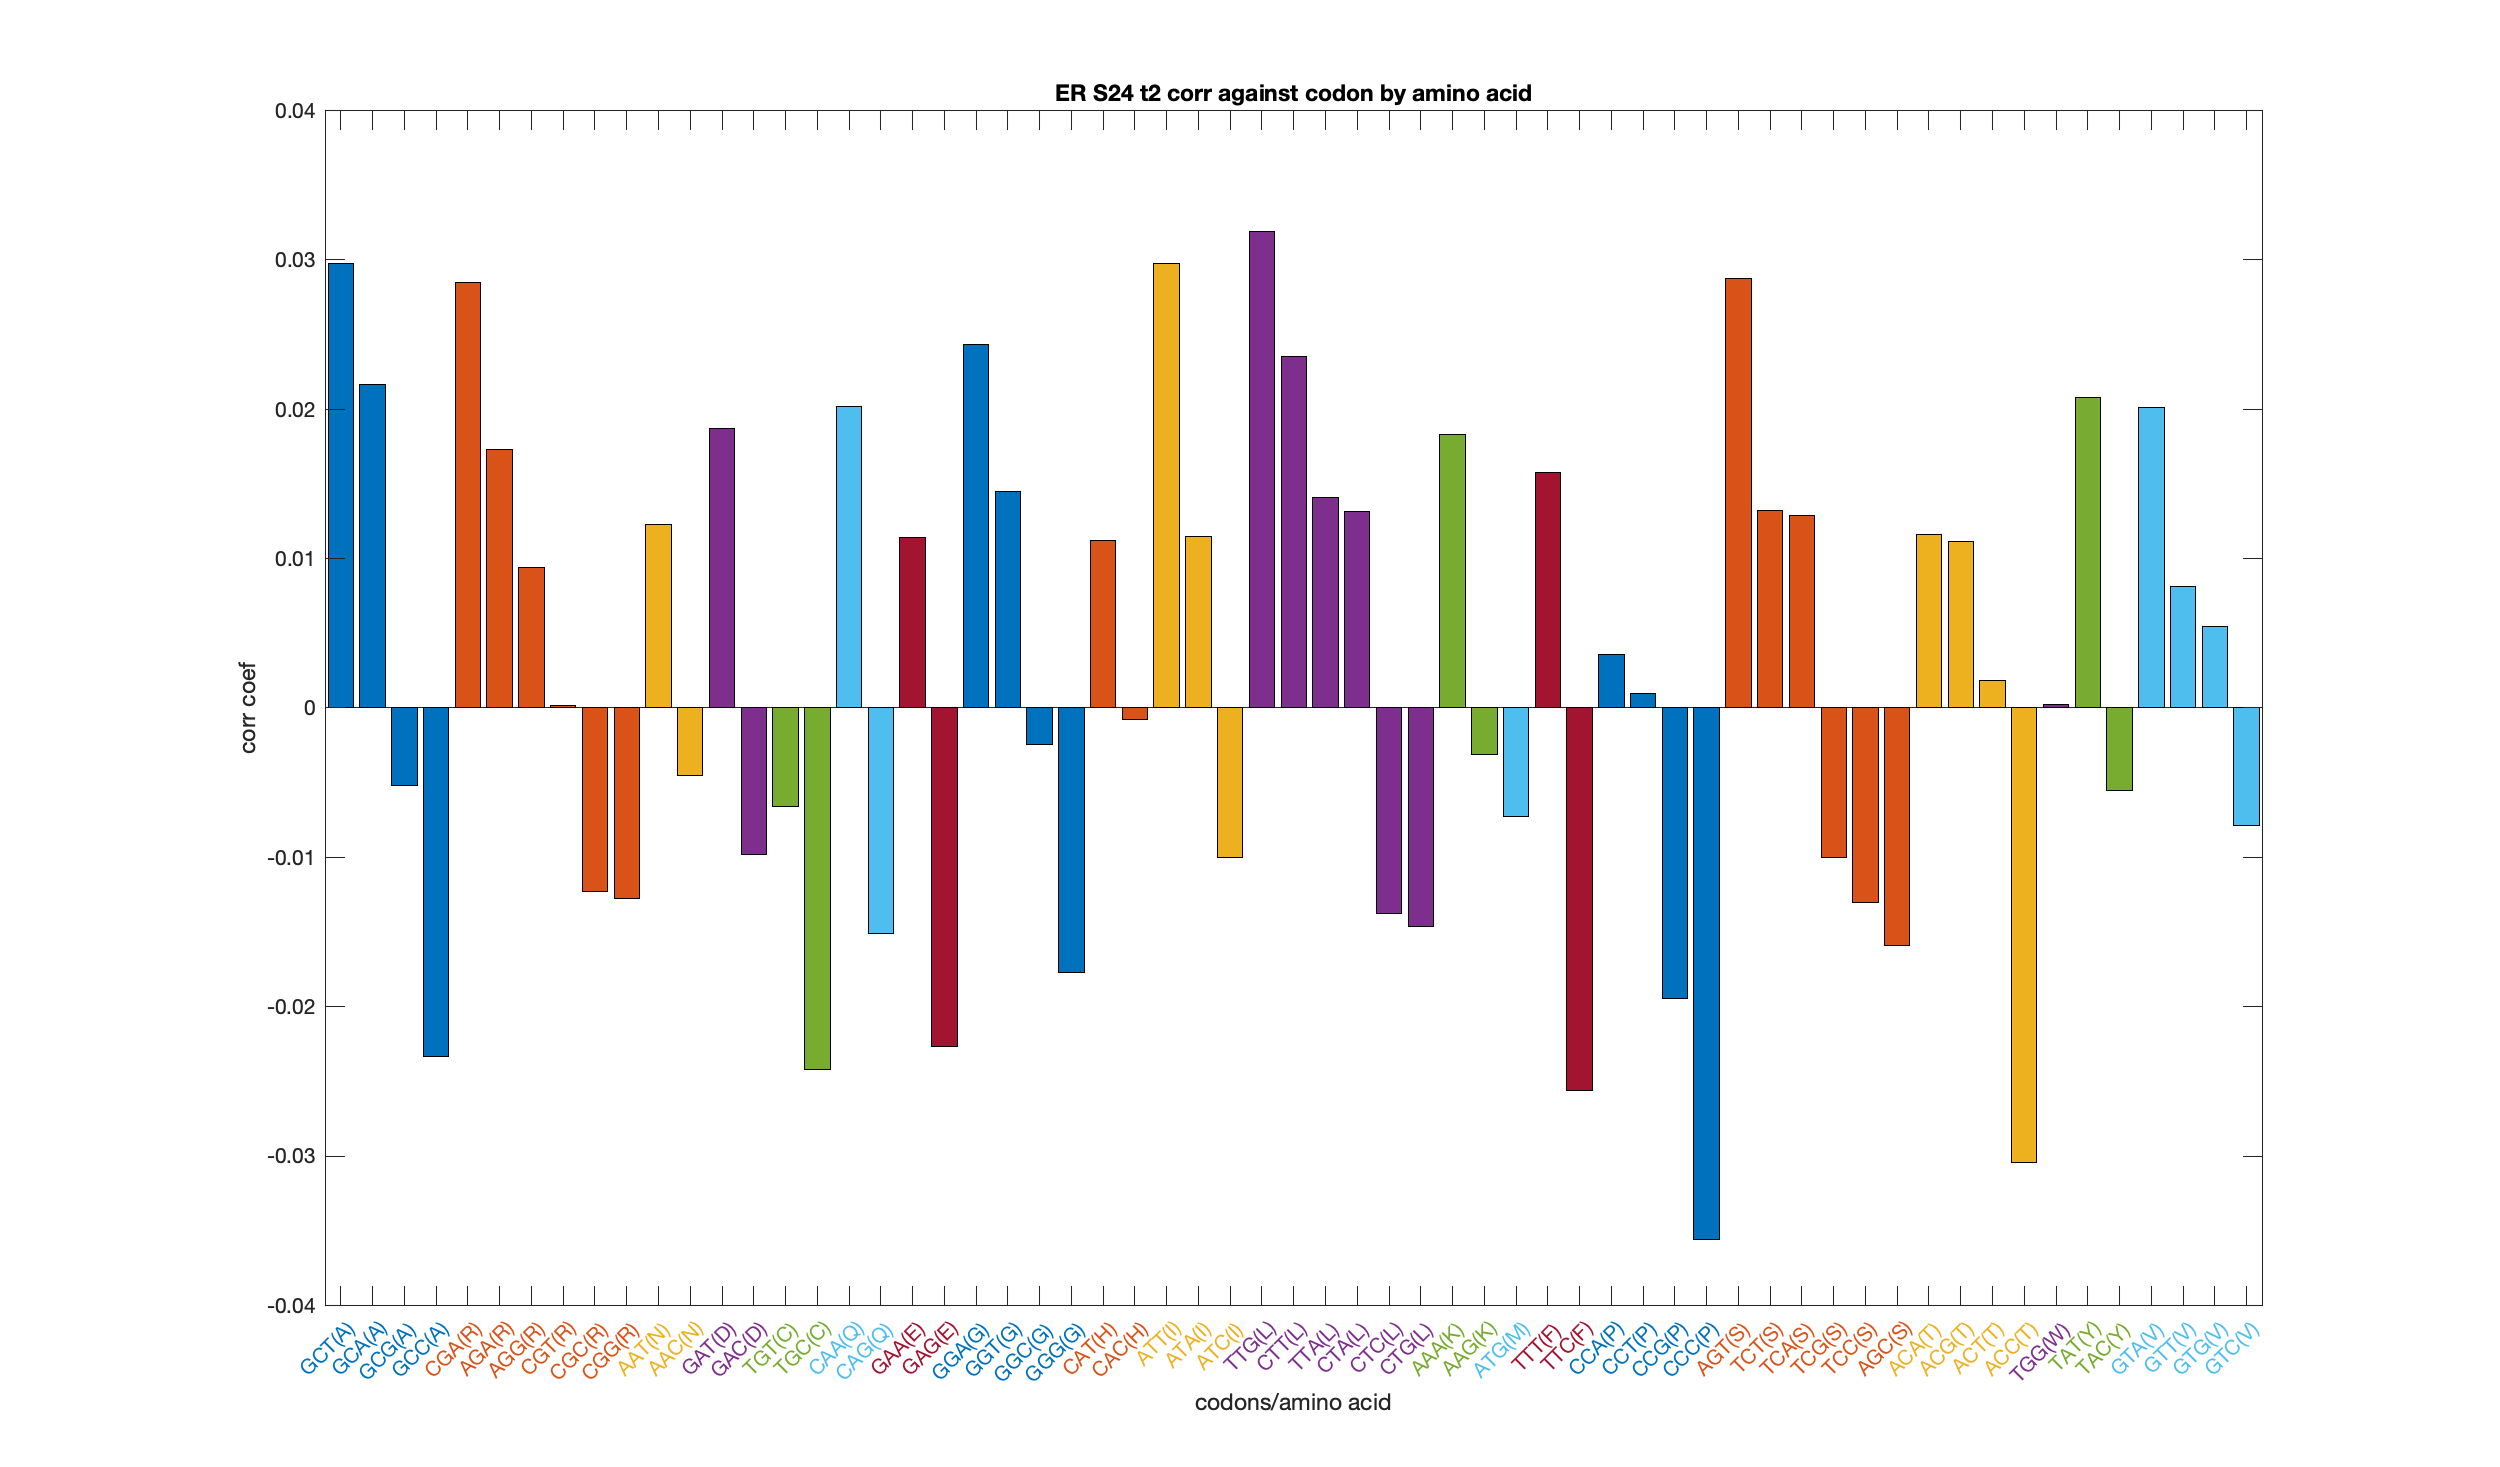 ER S24 t2 corr against codon by amino acid
0.04
0.03
0.02
0.01
0
-0.01
-0.02
-0.03
-0.04
corr coef
GCT(A)
GCA(A)
GCG(A)
GCC(A)
CGA(R)
AGA(R)
AGG(R)
CGT(R)
CGC(R)
CGG(R)
AAT(N)
AAC(N)
GAT(D)
GAC(D)
TGT(C)
TGC(C)
CAA(Q)
CAG(Q)
GAA(E)
GAG(E)
GGA(G)
GGT(G)
GGC(G)
GGG(G)
CAT(H)
CAC(H)
ATT(I)
ATA(I)
ATC(I)
TTG(L)
CTT(L)
TTA(L)
CTA(L)
CTC(L)
CTG(L)
AAA(K)
AAG(K)
ATG(M)
TTT(F)
TTC(F)
CCA(P)
CCT(P)
CCG(P)
CCC(P)
AGT(S)
TCT(S)
TCA(S)
TCG(S)
TCC(S)
AGC(S)
ACA(T)
ACG(T)
ACT(T)
ACC(T)
TGG(W)
TAT(Y)
TAC(Y)
GTA(V)
GTT(V)
GTG(V)
GTC(V)
codons/amino acid